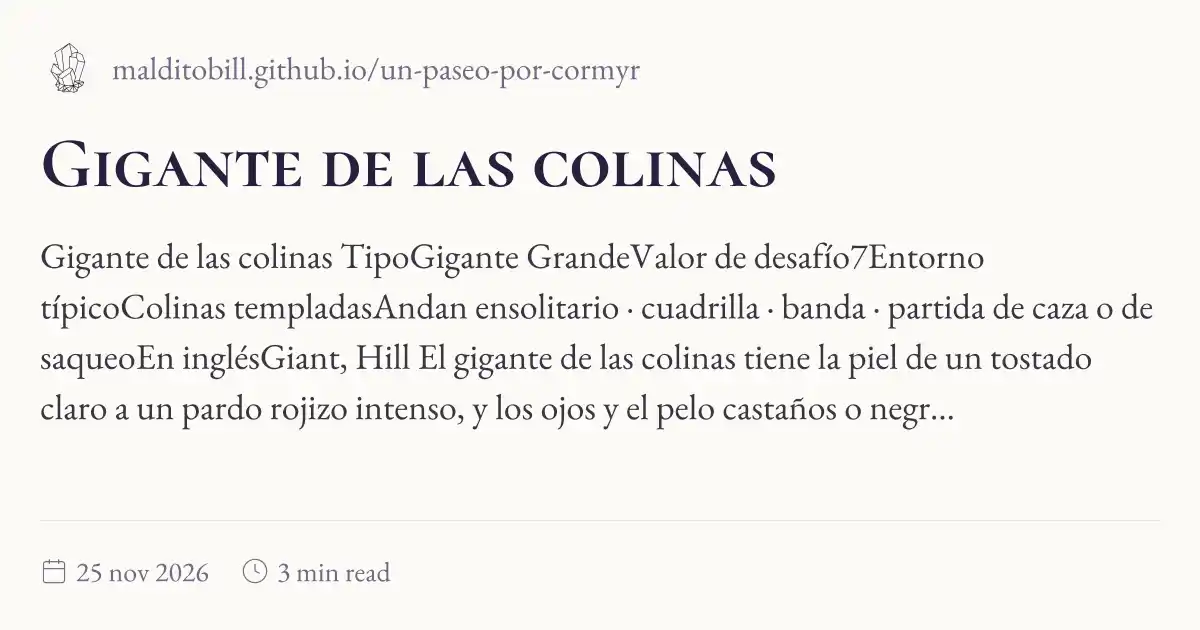 malditobill.github.io/un-paseo-por-cormyr
Gigante de las colinas
Gigante de las colinas TipoGigante GrandeValor de desafío7Entorno
típicoColinas templadasAndan ensolitario · cuadrilla · banda · partida de caza o de
saqueoEn inglésGiant, Hill El gigante de las colinas tiene la piel de un tostado
claro a un pardo rojizo intenso, y los ojos y el pelo castaños o negr...
25 nov 2026
3 min read